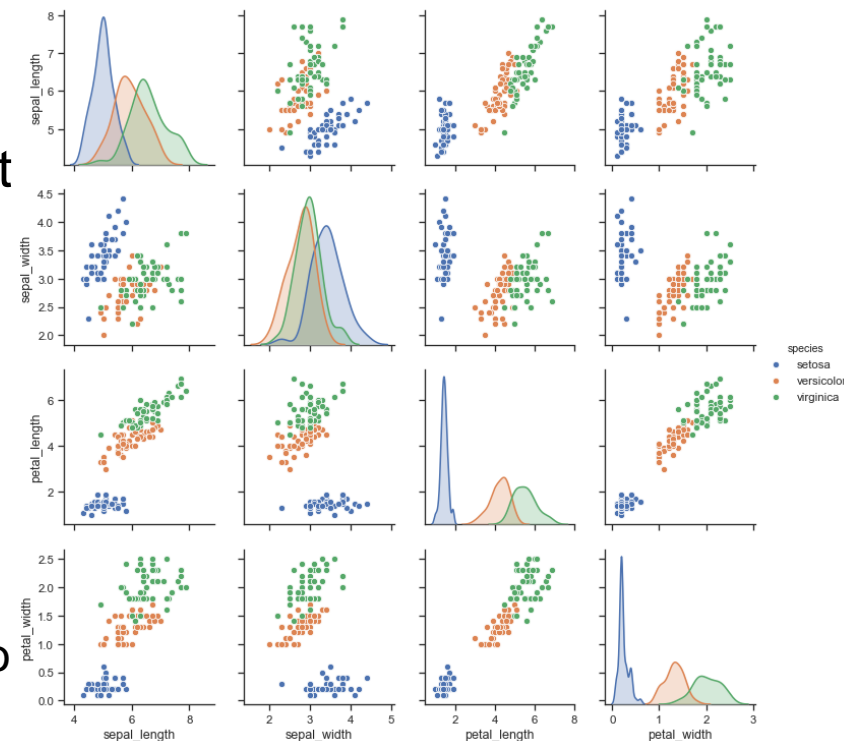 8
7
6
5
sepal_length
t
4.5
4.0
3.5
3.0
2.5
2.0
sepal_width
species
setosa
versicolor
virginica
6
4
2
petal_length
2.5
2.0
1.5
1.0
0.5
0.0
petal_width
o
4 6 8
2 3 4 5
2 4 6 8
0 1 2 3
sepal_length
sepal_width
petal_length
petal_width